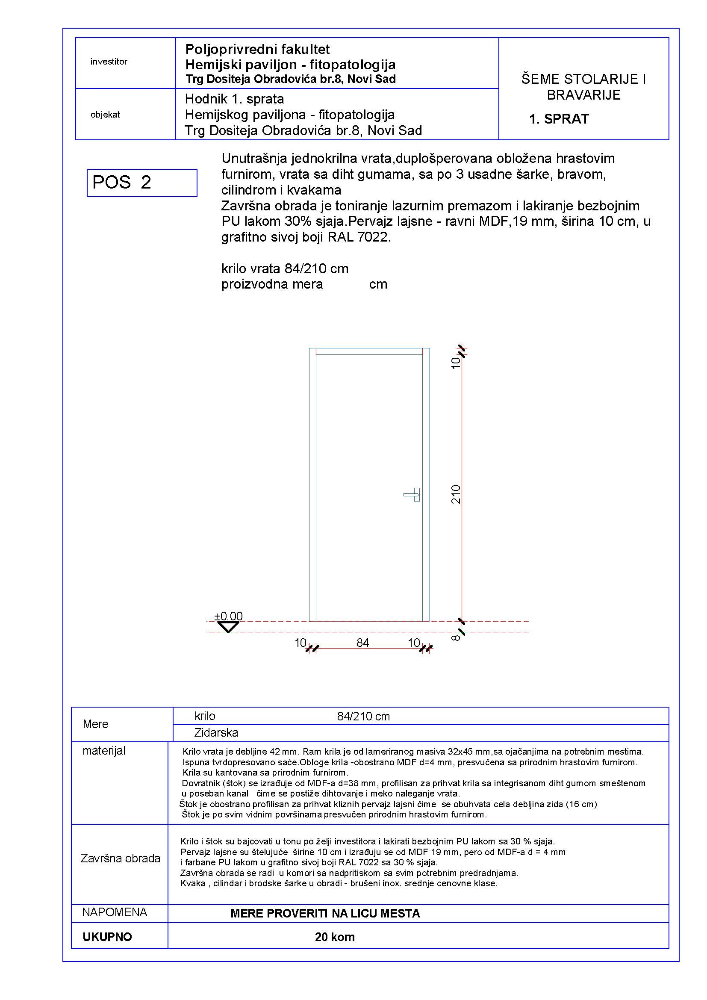 investitor
Poljoprivredni fakultet
Hemijski paviljon - fitopatologija
Trg Dositeja Obradovića br.8, Novi Sad
objekat
Hodnik 1. sprata
Hemijskog paviljona - fitopatologija
Trg Dositeja Obradovića br.8, Novi Sad
ŠEME STOLARIJE I
BRAVARIJE
1. SPRAT
POS 2
Unutrašnja jednokrilna vrata,duplošperovana obložena hrastovim
furnirom, vrata sa diht gumama, sa po 3 usadne šarke, bravom,
cilindrom i kvakama
Završna obrada je toniranje lazurnim premazom i lakiranje bezbojnim
PU lakom 30% sjaja.Pervajz lajsne - ravni MDF,19 mm, širina 10 cm, u
grafitno sivoj boji RAL 7022.
krilo vrata 84/210 cm
proizvodna mera cm
10
210
±0,00
8
10 84 10
Mere
krilo 84/210 cm
Zidarska
materijal
Krilo vrata je debljine 42 mm. Ram krila je od lameriranog masiva 32x45 mm,sa ojačanjima na potrebnim mestima.
Ispuna tvrdopresovano saće.Obloge krila -obostrano MDF d=4 mm, presvučena sa prirodnim hrastovim furnirom.
Krila su kantovana sa prirodnim furnirom.
Dovratnik (štok) se izrađuje od MDF-a d=38 mm, profilisan za prihvat krila sa integrisanom diht gumom smeštenom
u poseban kanal čime se postiže dihtovanje i meko naleganje vrata.
Štok je obostrano profilisan za prihvat kliznih pervajz lajsni čime se obuhvata cela debljina zida (16 cm)
Štok je po svim vidnim površinama presvučen prirodnim hrastovim furnirom.
Završna obrada
Krilo i štok su bajcovati u tonu po želji investitora i lakirati bezbojnim PU lakom sa 30 % sjaja.
Pervajz lajsne su štelujuće širine 10 cm i izrađuju se od MDF 19 mm, pero od MDF-a d = 4 mm
i farbane PU lakom u grafitno sivoj boji RAL 7022 sa 30 % sjaja.
Završna obrada se radi u komori sa nadpritiskom sa svim potrebnim predradnjama.
Kvaka , cilindar i brodske šarke u obradi - brušeni inox. srednje cenovne klase.
NAPOMENA
MERE PROVERITI NA LICU MESTA
UKUPNO
20 kom